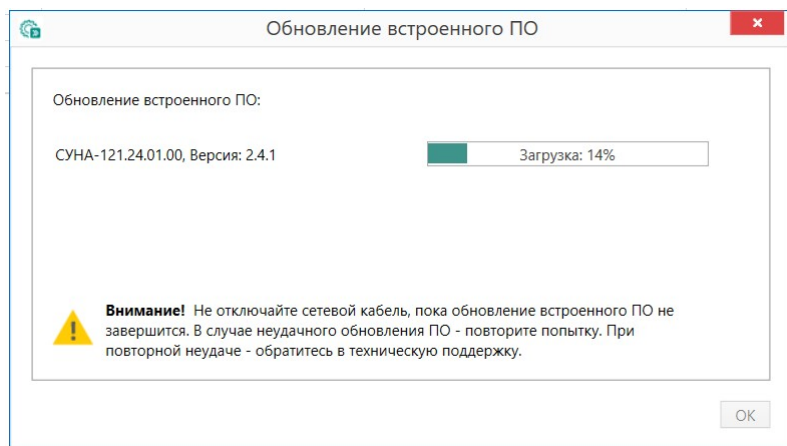 Обновление встроенного ПО
Обновление встроенного ПО:
СУНА-121.24.01.00, Версия: 2.4.1
Загрузка: 14%
Внимание! Не отключайте сетевой кабель, пока обновление встроенного ПО не
завершится. В случае неудачного обновления ПО - повторите попытку. При
повторной неудаче - обратитесь в техническую поддержку.
ОК